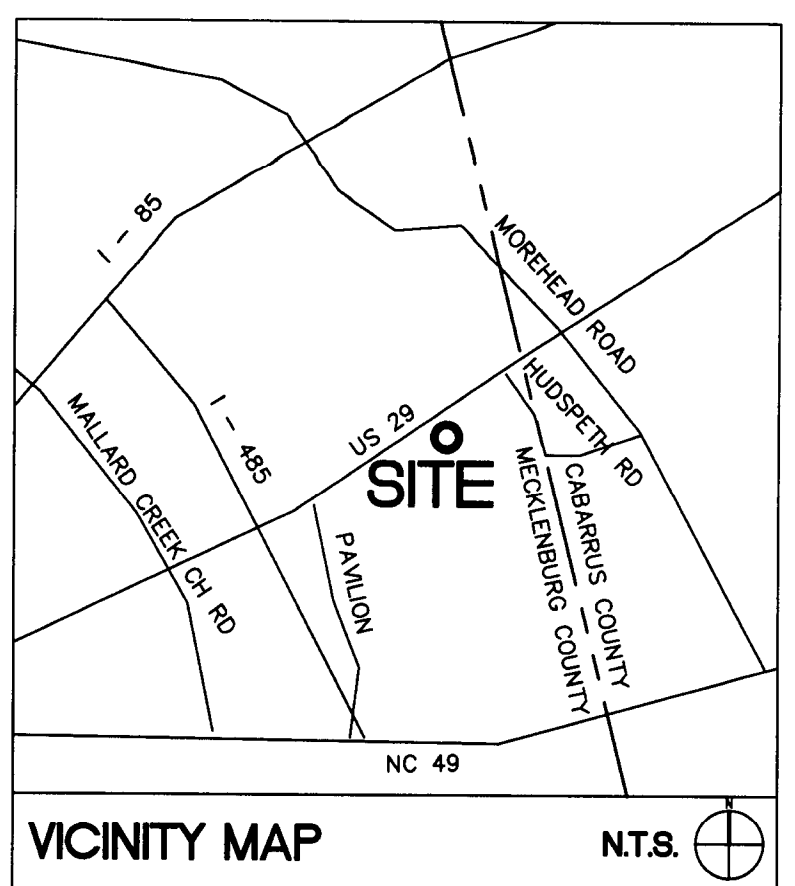 I - 85
MOREHEAD ROAD
HUDSPETH RD
US 29
SITE
I - 485
MALLARD CREEK CH RD
PAVILION
CABARRUS COUNTY
MECKLENBURG COUNTY
NC 49
VICINITY MAP
N.T.S.
N